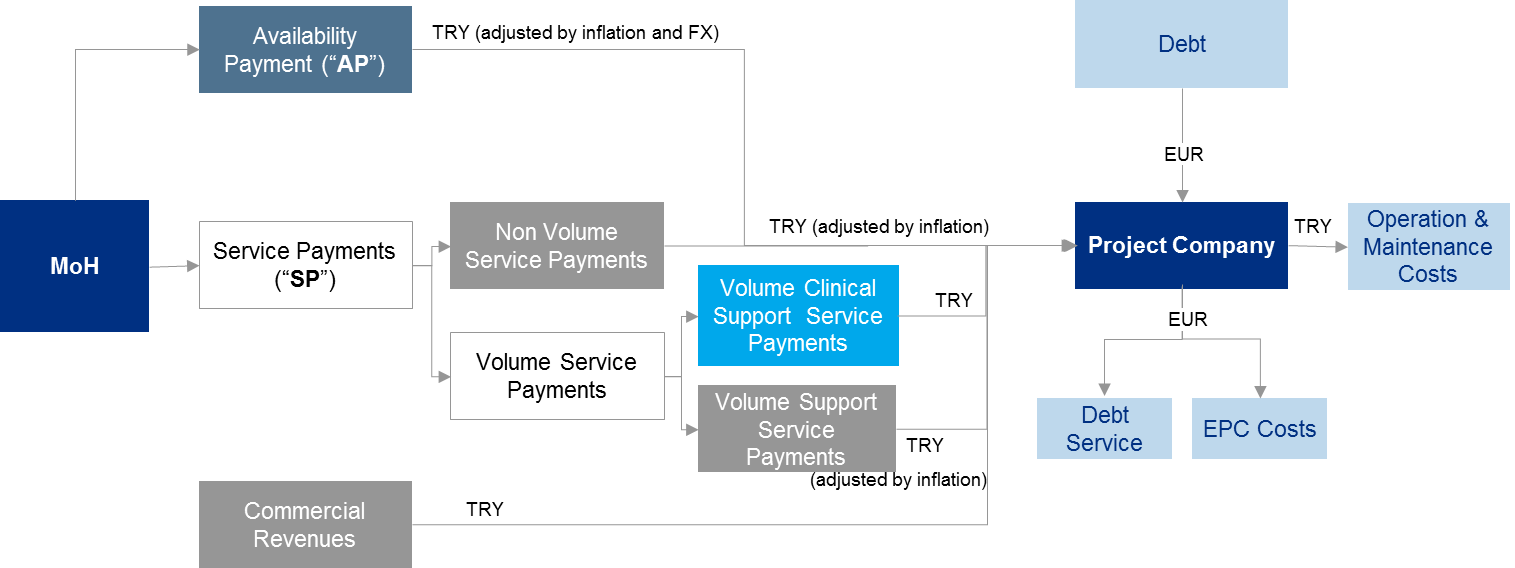 Availability
Payment (“AP”)
TRY (adjusted by inflation and FX)
Debt
EUR
MoH
Service Payments
(“SP”)
Non Volume
Service Payments
TRY (adjusted by inflation)
Project Company
TRY
Operation &
Maintenance
Costs
Volume Clinical
Support Service
Payments
TRY
EUR
Volume Service
Payments
Volume Support
Service
Payments
TRY
(adjusted by inflation)
Debt
Service
EPC Costs
Commercial
Revenues
TRY